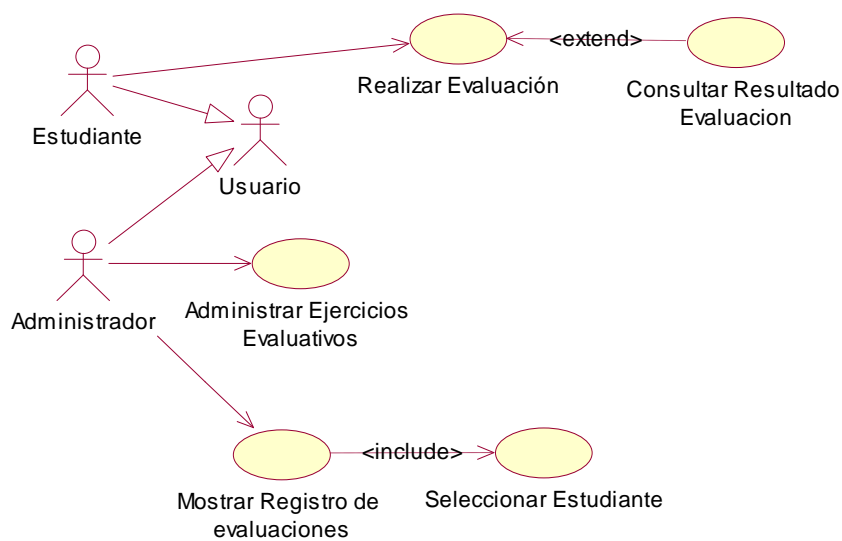 <extend>
Realizar Evaluación
Consultar Resultado
Evaluacion
Estudiante
Usuario
Administrar Ejercicios
Evaluativos
Administrador
<include>
Mostrar Registro de
evaluaciones
Seleccionar Estudiante